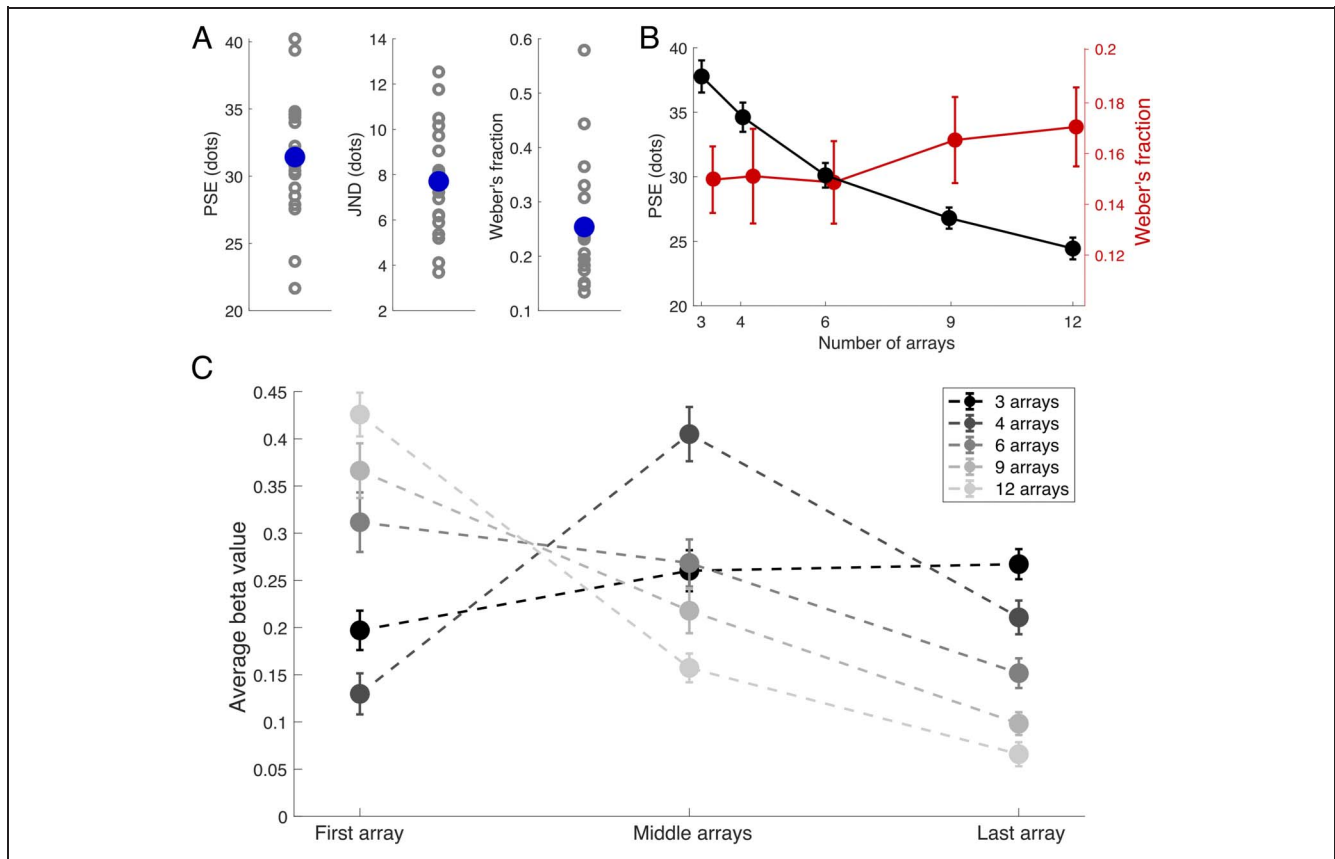 A
40
35
30
25
20
PSE (dots)
14
12
10
8
6
4
2
JND (dots)
0.6
0.5
0.4
0.3
0.2
0.1
Weber's fraction
B
40
35
30
25
20
PSE (dots)
0.2
0.18
0.16
0.14
0.12
Weber's fraction
3 4 6 9 12
Number of arrays
C
0.45
0.4
0.35
0.3
0.25
0.2
0.15
0.1
0.05
0
Average beta value
3 arrays
4 arrays
6 arrays
9 arrays
12 arrays
First array Middle arrays Last array